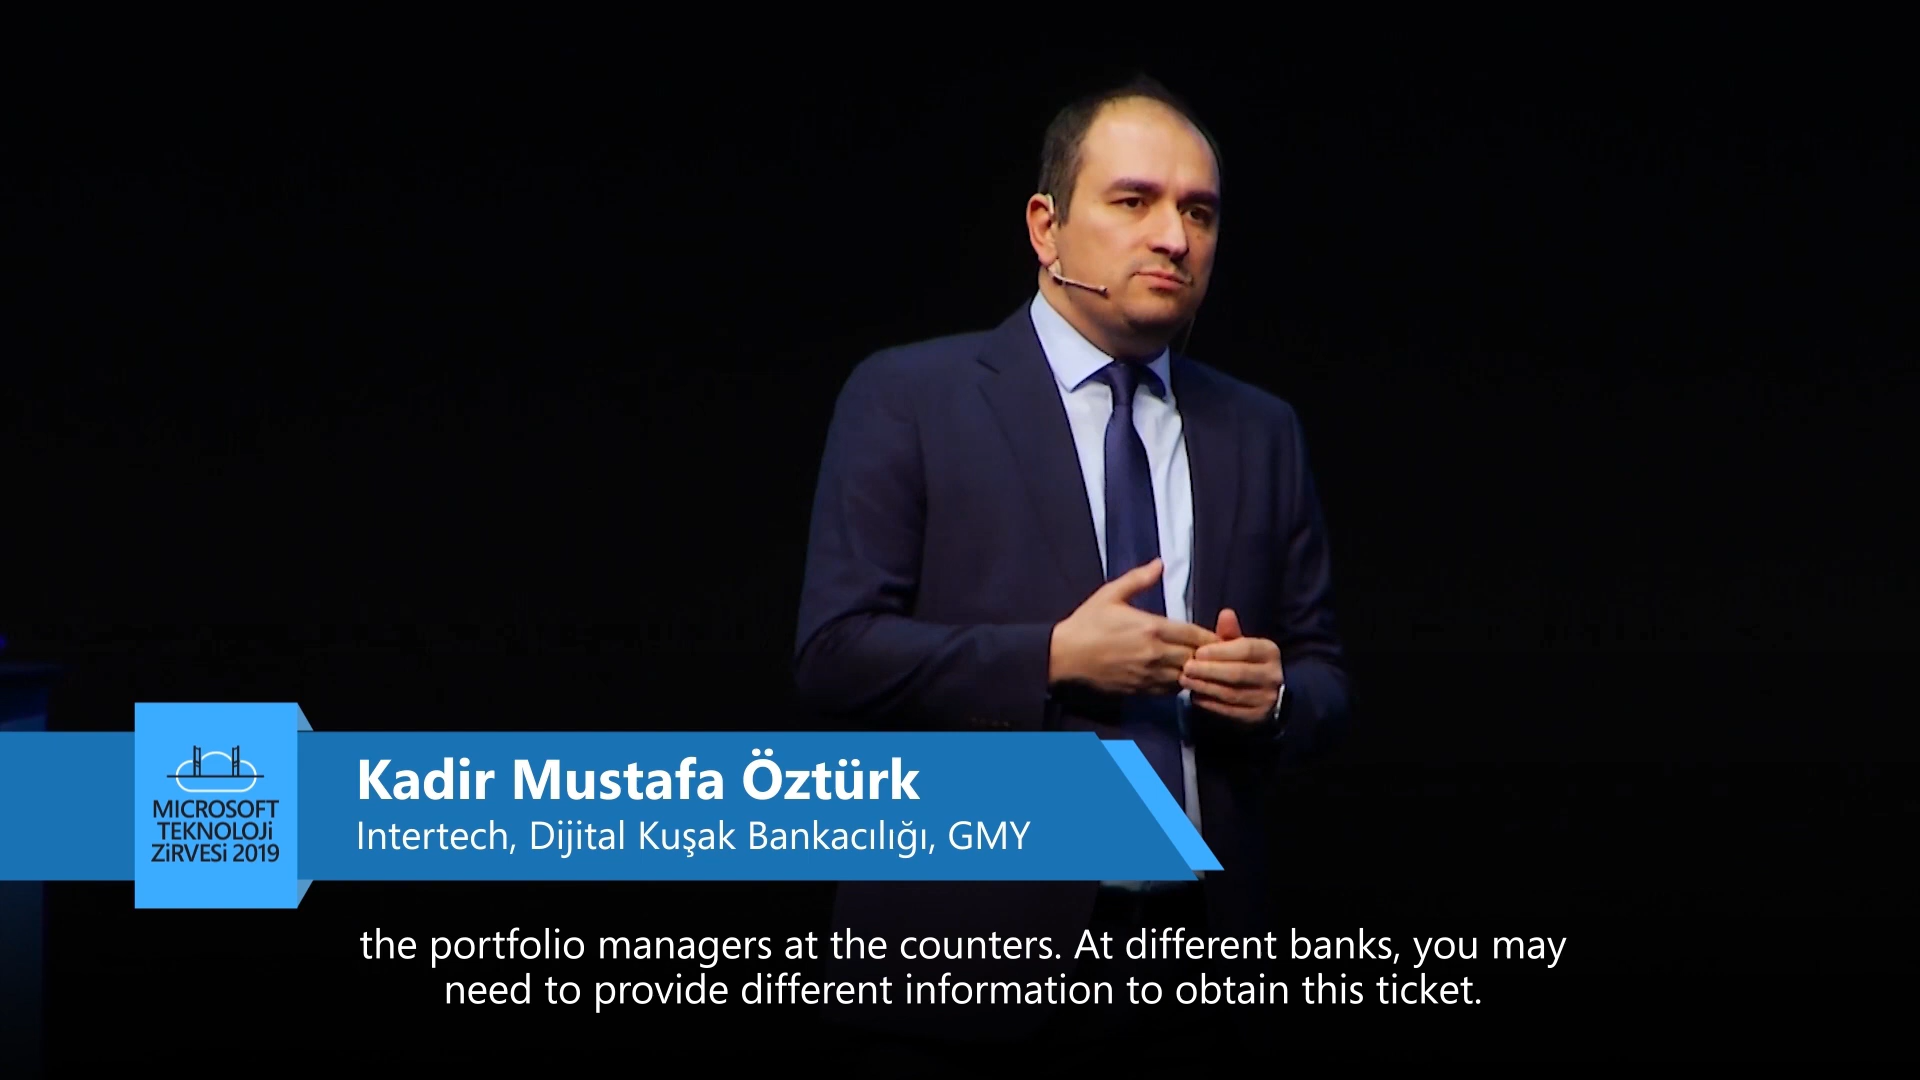 MICROSOFT
TEKNOLOJi
ZiRVESi 2019
Kadir Mustafa Öztürk
Intertech, Dijital Kuşak Bankacılığı, GMY
the portfolio managers at the counters. At different banks, you may
need to provide different information to obtain this ticket.